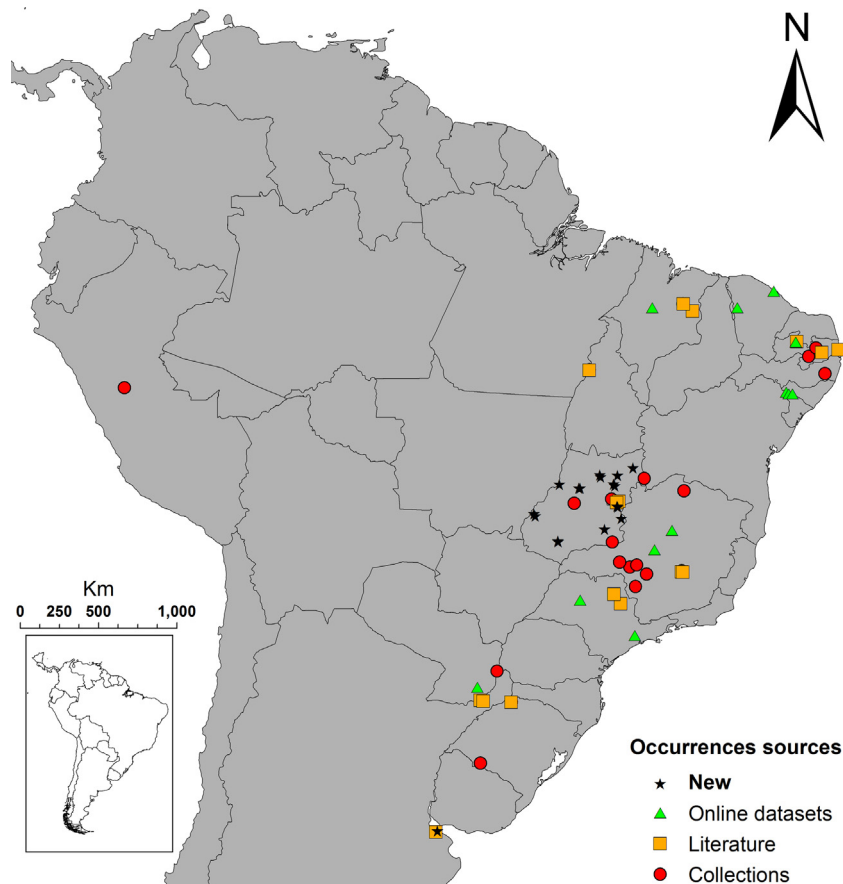 N
Km
0 250 500 1,000
Occurrences sources
New
Online datasets
Literature
Collections